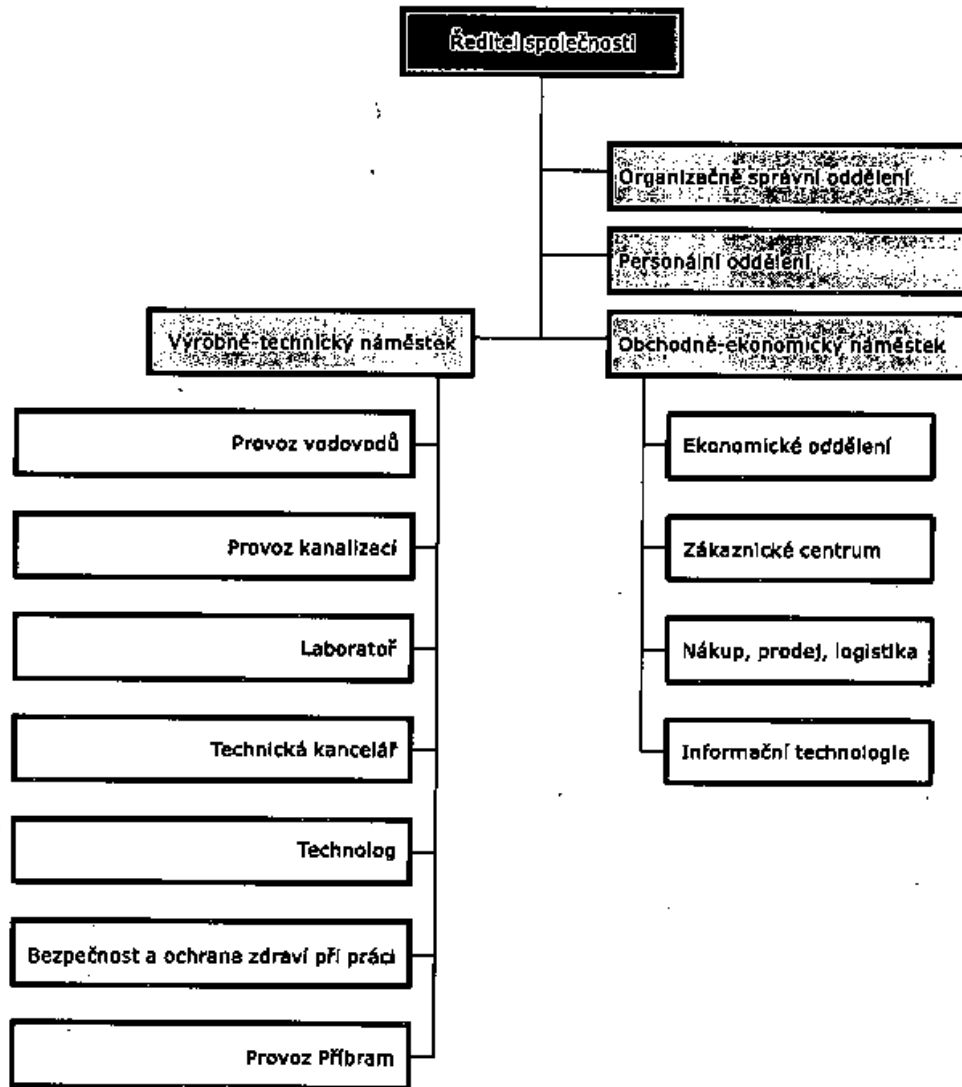 Ředitel společnosti
Organizačně správní oddělení
Personální oddělení
Výrobně-technický náměstek
Obchodně-ekonomický náměstek
Provoz vodovodů
Provoz kanalizací
Laboratoř
Technická kancelář
Technolog
Bezpečnost a ochrana zdraví při práci
Provoz Příbram
Ekonomické oddělení
Zákaznické centrum
Nákup, prodej, logistika
Informační technologie